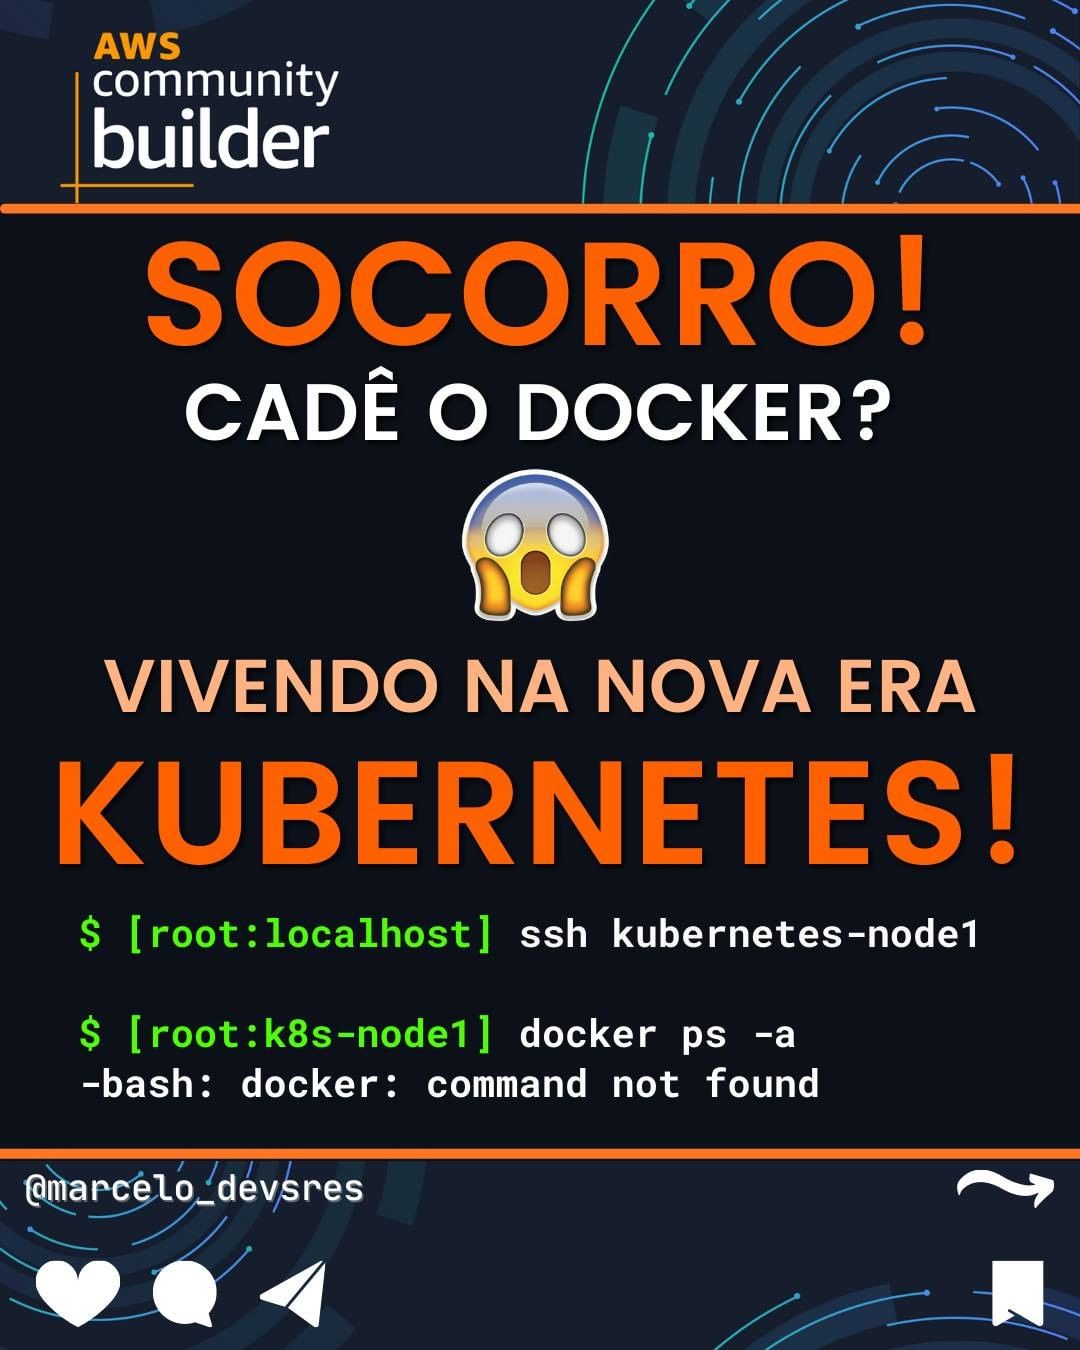 AWS
community
builder
SOCORRO!
CADÊ O DOCKER?
VIVENDO NA NOVA ERA
KUBERNETES!
$ [root:localhost] ssh kubernetes-node1
$ [root:k8s-node1] docker ps -a
-bash: docker: command not found
@marcelo_devsres